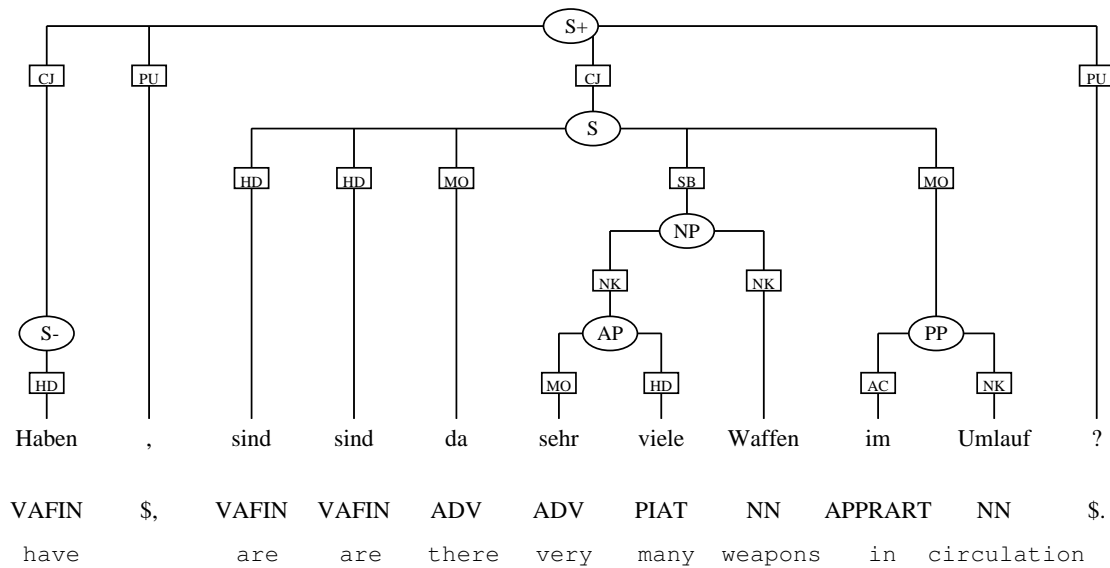 S+
CJ PU CJ PU
S
HD HD MO SB MO
NP
NK NK
S- AP PP
HD MO HD AC NK
Haben , sind sind da sehr viele Waffen im Umlauf ?
VAFIN $, VAFIN VAFIN ADV ADV PIAT NN APPRART NN $.
have are are there very many weapons in circulation